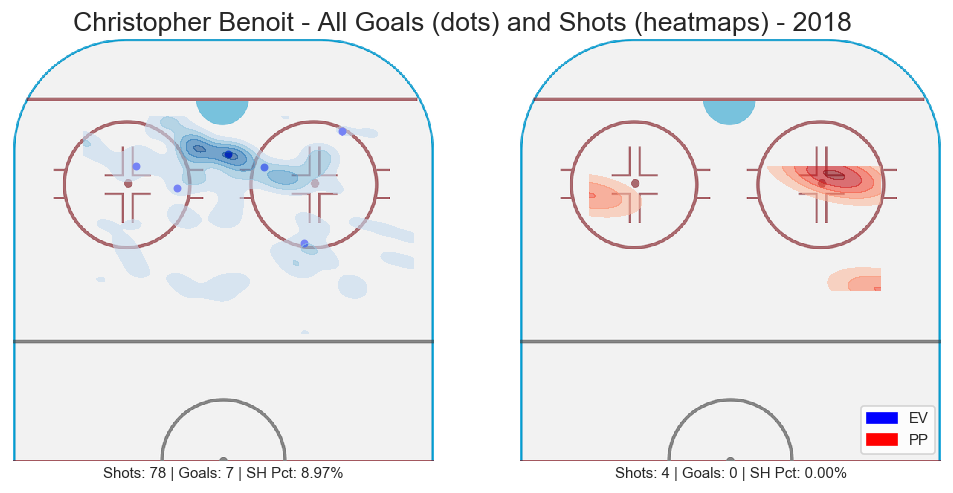 Christopher Benoit - All Goals (dots) and Shots (heatmaps) - 2018
EV
PP
Shots: 78 | Goals: 7 | SH Pct: 8.97%
Shots: 4 | Goals: 0 | SH Pct: 0.00%